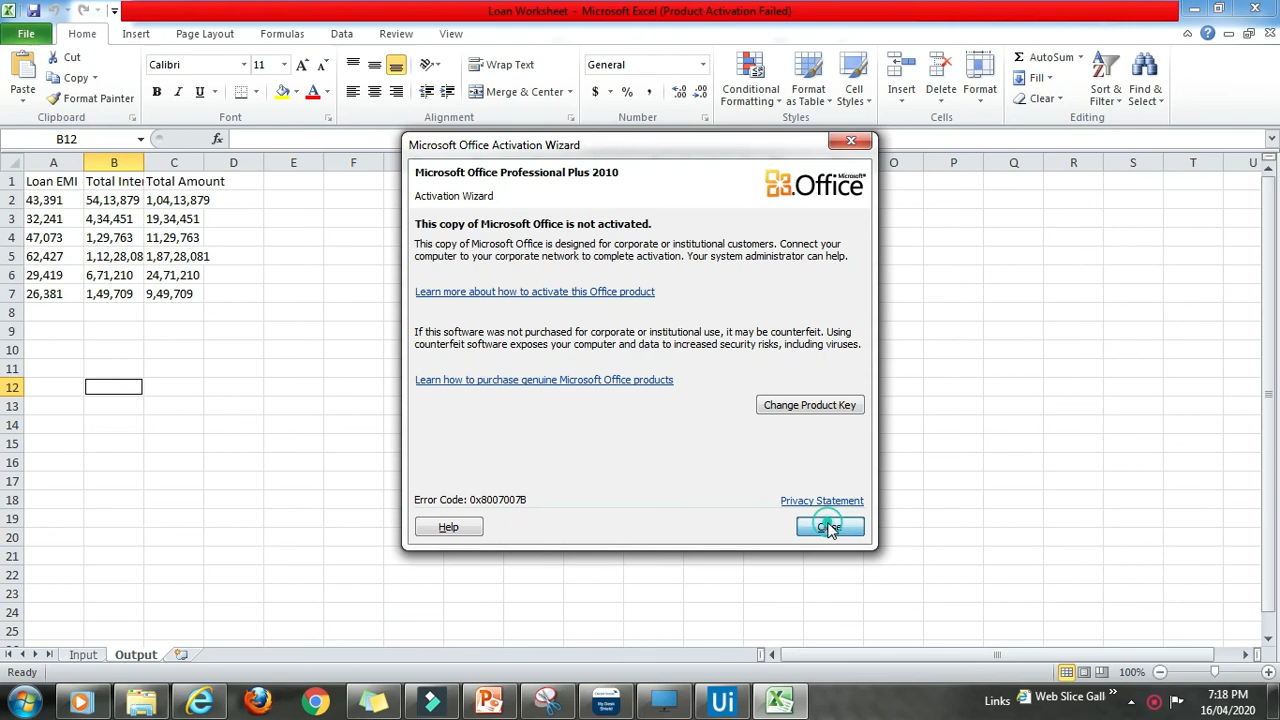 Loan Worksheet - Microsoft Excel (Product Activation Failed)
File Home Insert Page Layout Formulas Data Review View
Paste Cut Copy Format Painter Clipboard
Calibri 11 B I U A Font
Wrap Text Merge & Center Alignment
General $ % , Number
Conditional Formatting Format as Table Cell Styles Styles
Insert Delete Format Cells
AutoSum Fill Clear Sort & Filter Find & Select Editing
B12 fx
A B C D E F O P Q R S T U
1 Loan EMI Total Inter Total Amount
2 43,391 54,13,879 1,04,13,879
3 32,241 4,34,451 19,34,451
4 47,073 1,29,763 11,29,763
5 62,427 1,12,28,081 1,87,28,081
6 29,419 6,71,210 24,71,210
7 26,381 1,49,709 9,49,709
8
9
10
11
12
13
14
15
16
17
18
19
20
21
22
23
24
25
Microsoft Office Activation Wizard
Microsoft Office Professional Plus 2010
Activation Wizard
Microsoft Office
This copy of Microsoft Office is not activated.
This copy of Microsoft Office is designed for corporate or institutional customers. Connect your
computer to your corporate network to complete activation. Your system administrator can help.
Learn more about how to activate this Office product
If this software was not purchased for corporate or institutional use, it may be counterfeit. Using
counterfeit software exposes your computer and data to increased security risks, including viruses.
Learn how to purchase genuine Microsoft Office products
Change Product Key
Error Code: 0x8007007B
Privacy Statement
Help Close
Input Output
Ready 100%
Ui Links Web Slice Gall 7:18 PM
16/04/2020